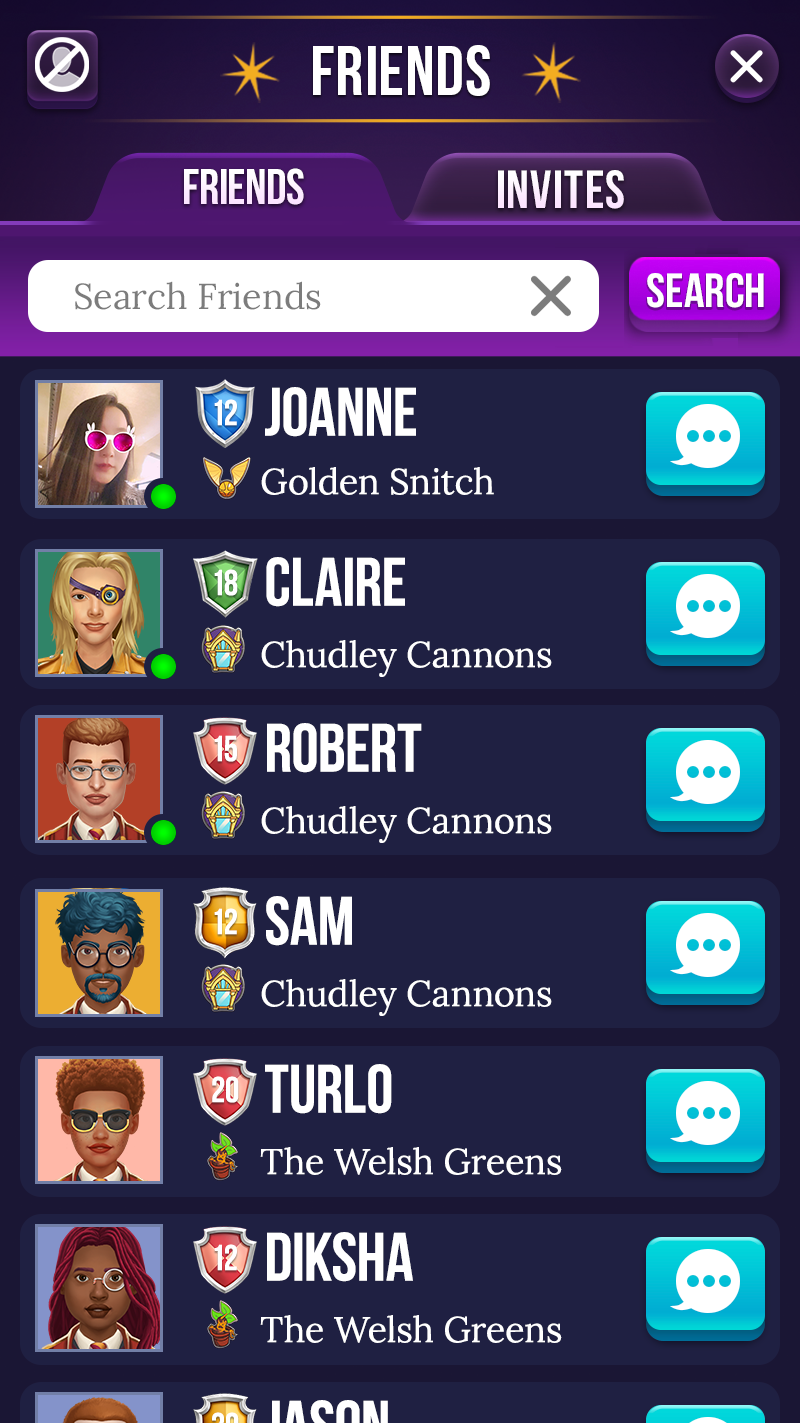 FRIENDS
FRIENDS
INVITES
Search Friends
SEARCH
12 JOANNE
Golden Snitch
18 CLAIRE
Chudley Cannons
15 ROBERT
Chudley Cannons
12 SAM
Chudley Cannons
20 TURLO
The Welsh Greens
12 DIKSHA
The Welsh Greens
JASON